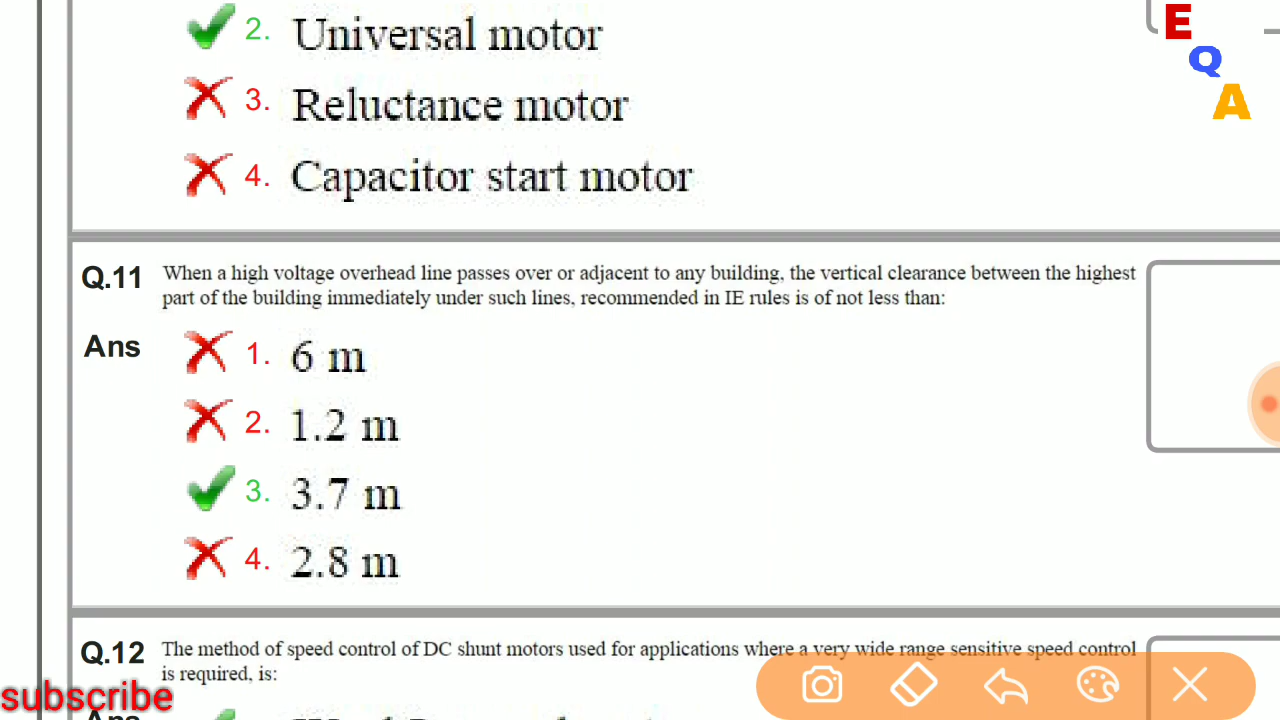 2. Universal motor
3. Reluctance motor
4. Capacitor start motor
E
Q
A
Q.11 When a high voltage overhead line passes over or adjacent to any building, the vertical clearance between the highest
part of the building immediately under such lines, recommended in IE rules is of not less than:
Ans
1. 6 m
2. 1.2 m
3. 3.7 m
4. 2.8 m
Q.12 The method of speed control of DC shunt motors used for applications where a very wide range sensitive speed control
is required, is:
subscribe
Ans